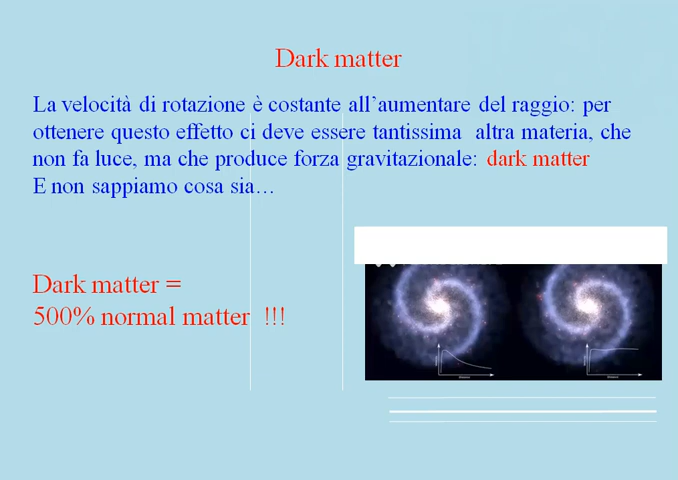 Dark matter
La velocità di rotazione è costante all’aumentare del raggio: per
ottenere questo effetto ci deve essere tantissima altra materia, che
non fa luce, ma che produce forza gravitazionale: dark matter
E non sappiamo cosa sia…
Dark matter =
500% normal matter !!!